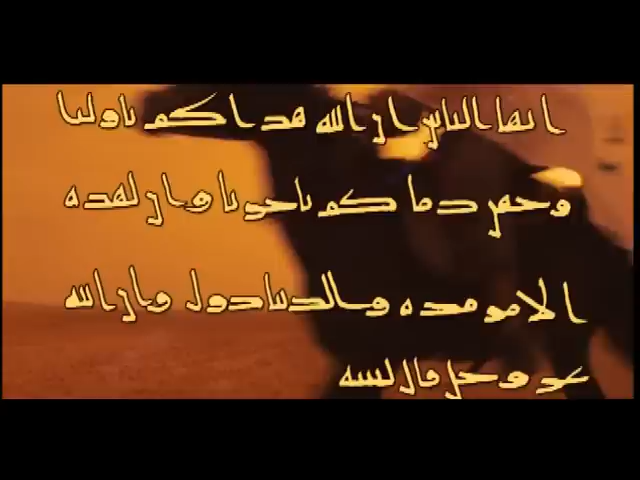 ايها الناس ان الله هداكم باولنا
وحقن دماكم باخرنا وان لهذه
الامر مده والدنيا دول وان الله
عز وجل قال لنبيه